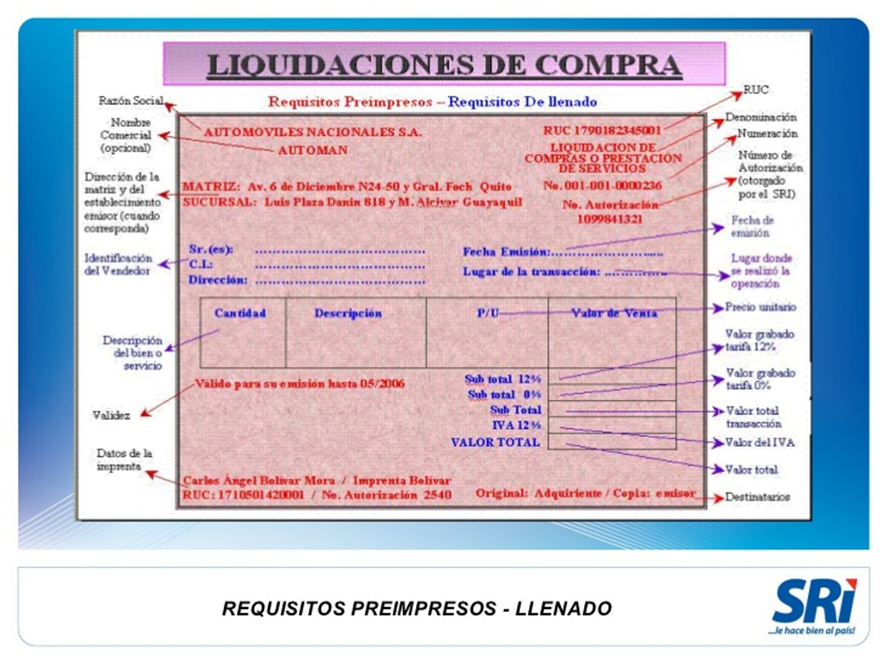 LIQUIDACIONES DE COMPRA
Requisitos Preimpresos – Requisitos De llenado
Razón Social
Nombre
Comercial
(opcional)
Dirección de la
matriz y del
establecimiento
emisor (cuando
corresponda)
Identificación
del Vendedor
Descripción
del bien o
servicio
Validez
Datos de la
imprenta
AUTOMOVILES NACIONALES S.A.
AUTOMAN
MATRIZ: Av. 6 de Diciembre N24-50 y Gral. Foch Quito
SUCURSAL: Luis Plaza Danin 818 y M. Alcivar Guayaquil
RUC 1790182345001
LIQUIDACION DE
COMPRAS O PRESTACIÓN
DE SERVICIOS
No. 001-001-0000236
No. Autorización
1099841321
Sr. (es): ................................
C.I.: ................................
Dirección: ................................
Fecha Emisión:........................
Lugar de la transacción: ...............
Cantidad Descripción P/U Valor de Venta
Válido para su emisión hasta 05/2006
Sub total 12%
Sub total 0%
Sub Total
IVA 12%
VALOR TOTAL
Carlos Ángel Bolívar Mora / Imprenta Bolívar
RUC: 1710501420001 / No. Autorización 2540
Original: Adquiriente / Copia: emisor
RUC
Denominación
Numeración
Número de
Autorización
(otorgado
por el SRI)
Fecha de
emisión
Lugar donde
se realizó la
operación
Precio unitario
Valor grabado
tarifa 12%
Valor grabado
tarifa 0%
Valor total
transacción
Valor del IVA
Valor total
Destinatarios
REQUISITOS PREIMPRESOS - LLENADO
SRi
...le hace bien al país!